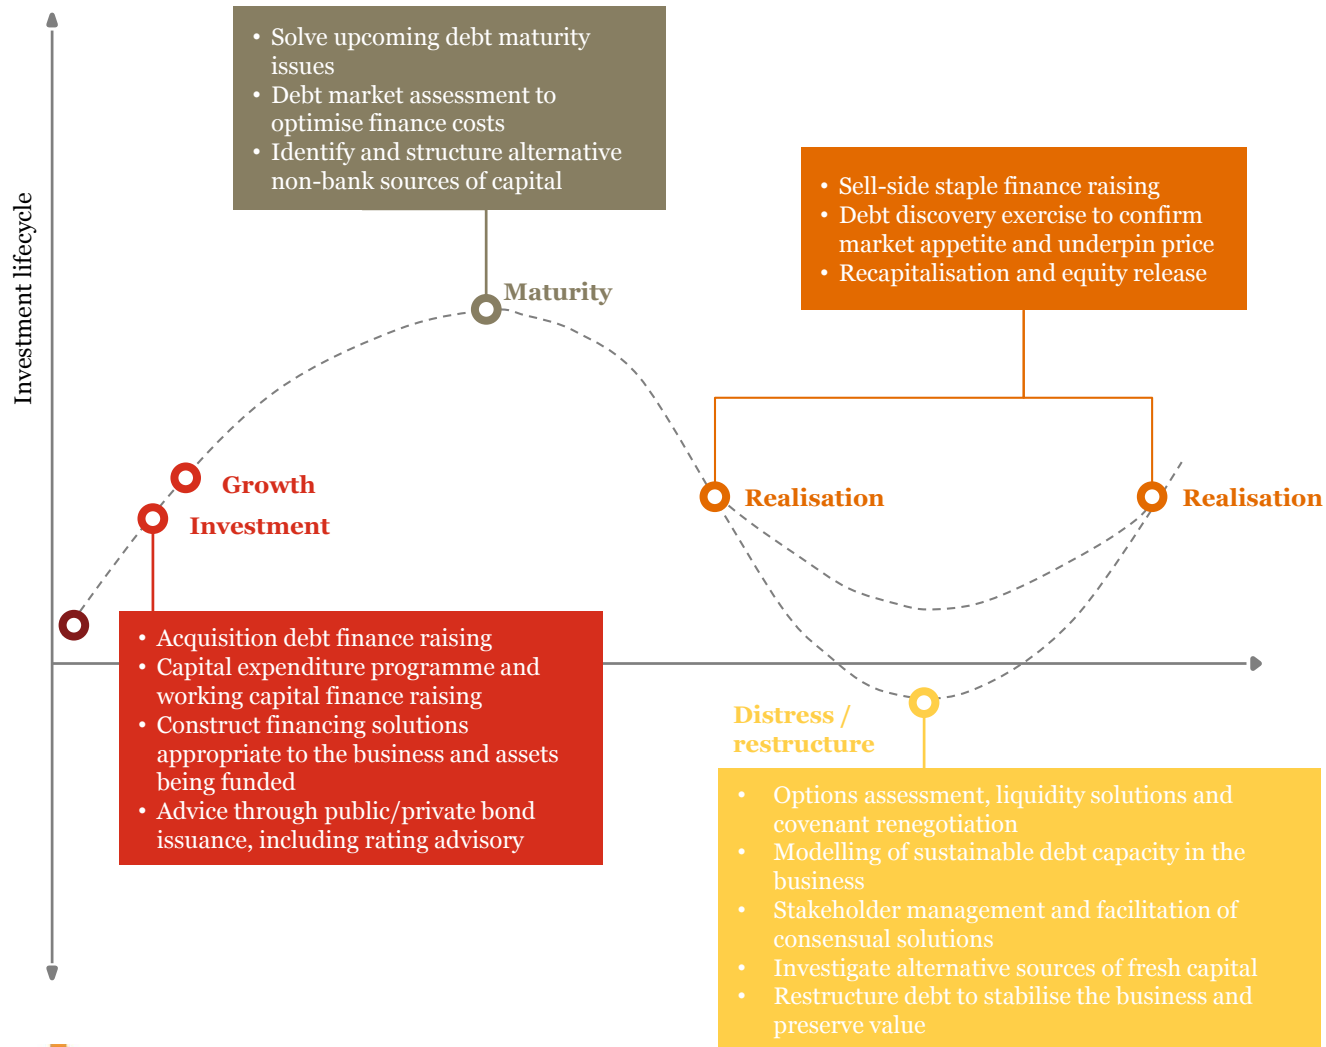 • Solve upcoming debt maturity
issues
• Debt market assessment to
optimise finance costs
• Identify and structure alternative
non-bank sources of capital
• Sell-side staple finance raising
• Debt discovery exercise to confirm
market appetite and underpin price
• Recapitalisation and equity release
Investment lifecycle
Maturity
Growth
Investment
Realisation
Realisation
• Acquisition debt finance raising
• Capital expenditure programme and
working capital finance raising
• Construct financing solutions
appropriate to the business and assets
being funded
• Advice through public/private bond
issuance, including rating advisory
Distress /
restructure
• Options assessment, liquidity solutions and
covenant renegotiation
• Modelling of sustainable debt capacity in the
business
• Stakeholder management and facilitation of
consensual solutions
• Investigate alternative sources of fresh capital
• Restructure debt to stabilise the business and
preserve value